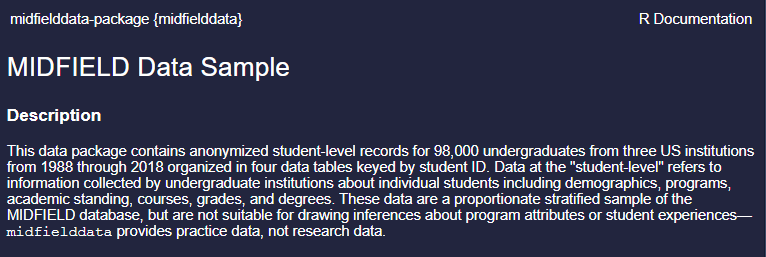 midfielddata-package {midfielddata} R Documentation
MIDFIELD Data Sample
Description
This data package contains anonymized student-level records for 98,000 undergraduates from three US institutions
from 1988 through 2018 organized in four data tables keyed by student ID. Data at the "student-level" refers to
information collected by undergraduate institutions about individual students including demographics, programs,
academic standing, courses, grades, and degrees. These data are a proportionate stratified sample of the
MIDFIELD database, but are not suitable for drawing inferences about program attributes or student experiences—
midfielddata provides practice data, not research data.